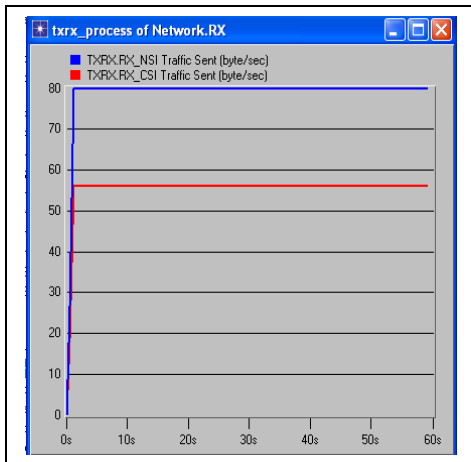 txrx_process of Network.RX
TXRX.RX_NSI Traffic Sent (byte/sec)
TXRX.RX_CSI Traffic Sent (byte/sec)
80
70
60
50
40
30
20
10
0
0s 10s 20s 30s 40s 50s 60s